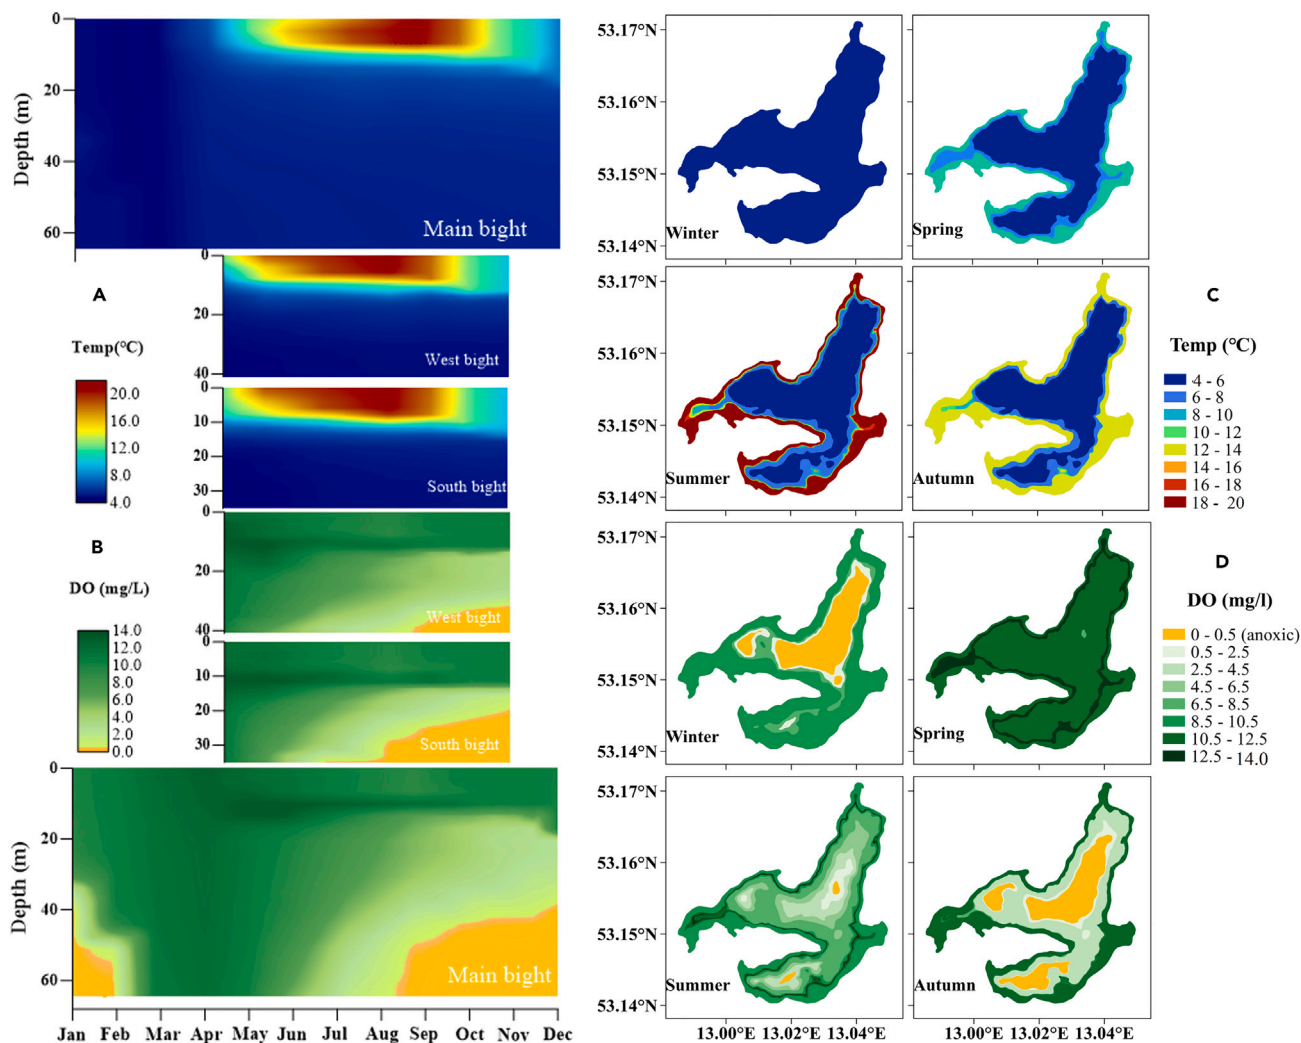 0
20
40
60
Depth (m)
Main bight
A
Temp(°C)
20.0
16.0
12.0
8.0
4.0
0
20
40
West bight
0
10
20
30
South bight
B
DO (mg/L)
14.0
12.0
10.0
8.0
6.0
4.0
2.0
0.0
0
20
40
West bight
0
10
20
30
South bight
0
20
40
60
Depth (m)
Main bight
Jan Feb Mar Apr May Jun Jul Aug Sep Oct Nov Dec
53.17°N
53.16°N
53.15°N
53.14°N
Winter
Spring
53.17°N
53.16°N
53.15°N
53.14°N
Summer
Autumn
C
Temp (°C)
4 - 6
6 - 8
8 - 10
10 - 12
12 - 14
14 - 16
16 - 18
18 - 20
53.17°N
53.16°N
53.15°N
53.14°N
Winter
Spring
D
DO (mg/l)
0 - 0.5 (anoxic)
0.5 - 2.5
2.5 - 4.5
4.5 - 6.5
6.5 - 8.5
8.5 - 10.5
10.5 - 12.5
12.5 - 14.0
53.17°N
53.16°N
53.15°N
53.14°N
Summer
Autumn
13.00°E 13.02°E 13.04°E
13.00°E 13.02°E 13.04°E